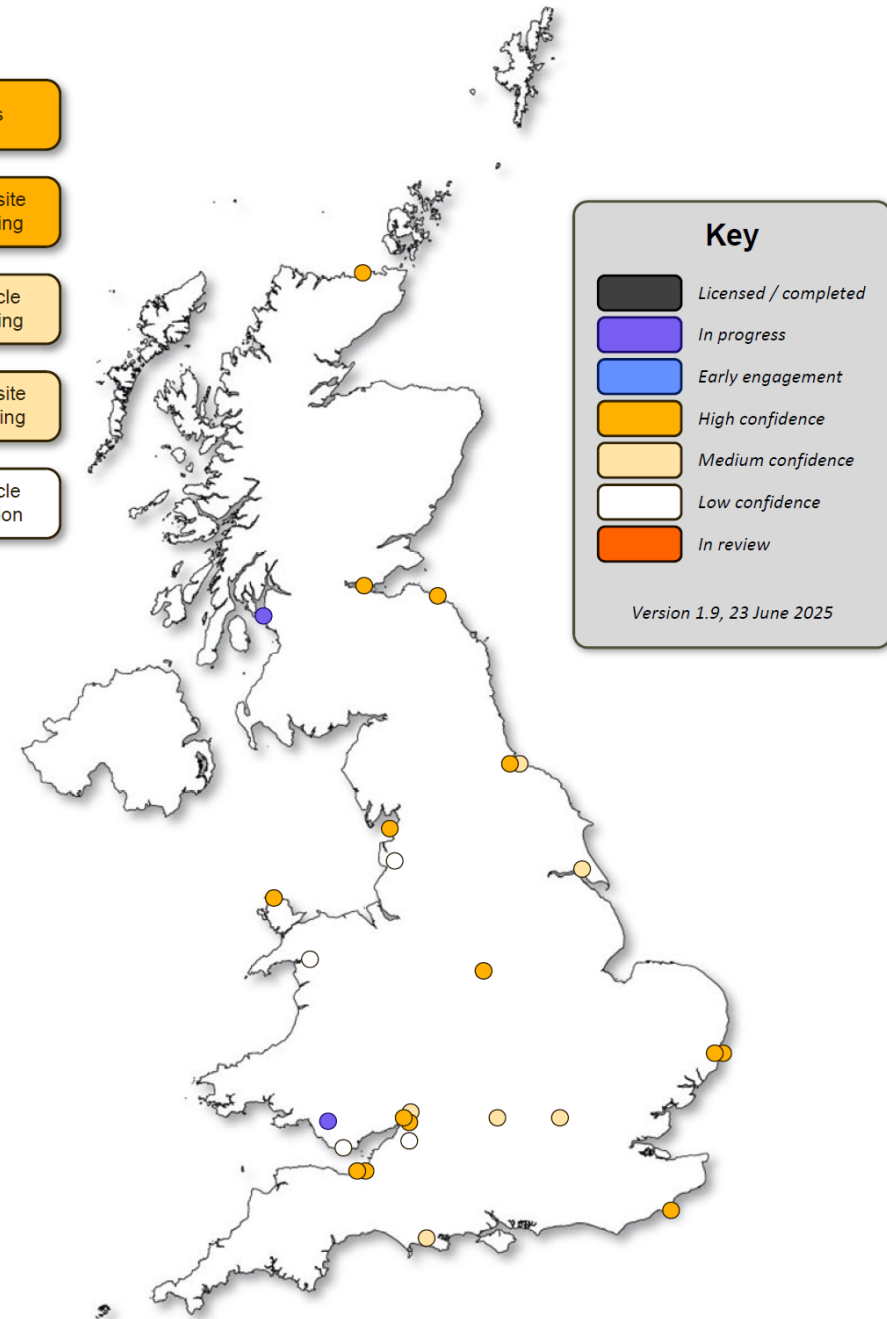 s
site
ing
cle
ing
site
ing
cle
ion
Key
Licensed / completed
In progress
Early engagement
High confidence
Medium confidence
Low confidence
In review
Version 1.9, 23 June 2025